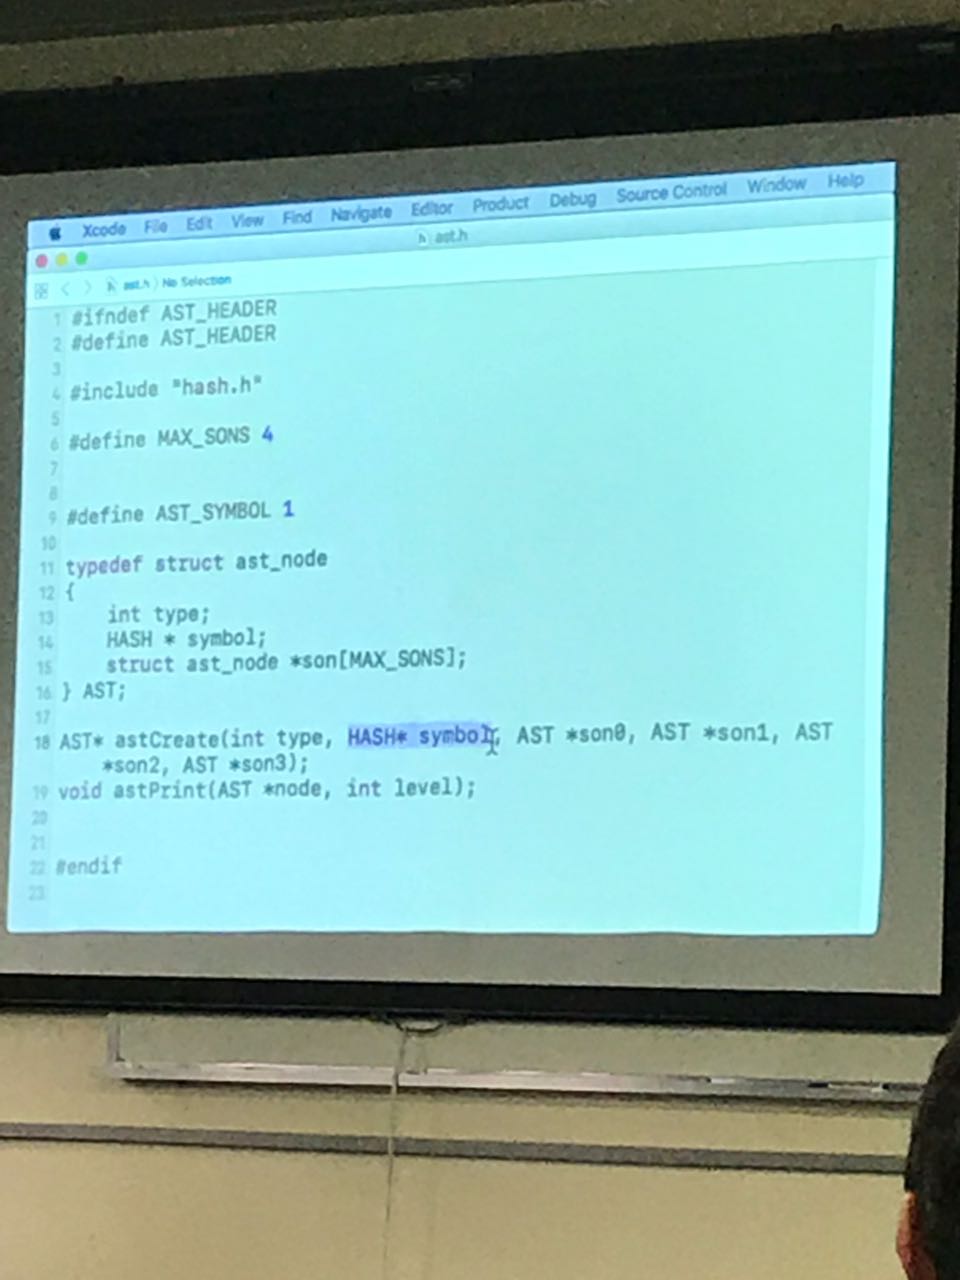 Xcode File Edit View Find Navigate Editor Product Debug Source Control Window Help
h ast.h
h ast.h No Selection
1 #ifndef AST_HEADER
2 #define AST_HEADER
3
4 #include "hash.h"
5
6 #define MAX_SONS 4
7
8
9 #define AST_SYMBOL 1
10
11 typedef struct ast_node
12 {
13 int type;
14 HASH * symbol;
15 struct ast_node *son[MAX_SONS];
16 } AST;
17
18 AST* astCreate(int type, HASH* symbol, AST *son0, AST *son1, AST
*son2, AST *son3);
19 void astPrint(AST *node, int level);
20
21
22 #endif
23